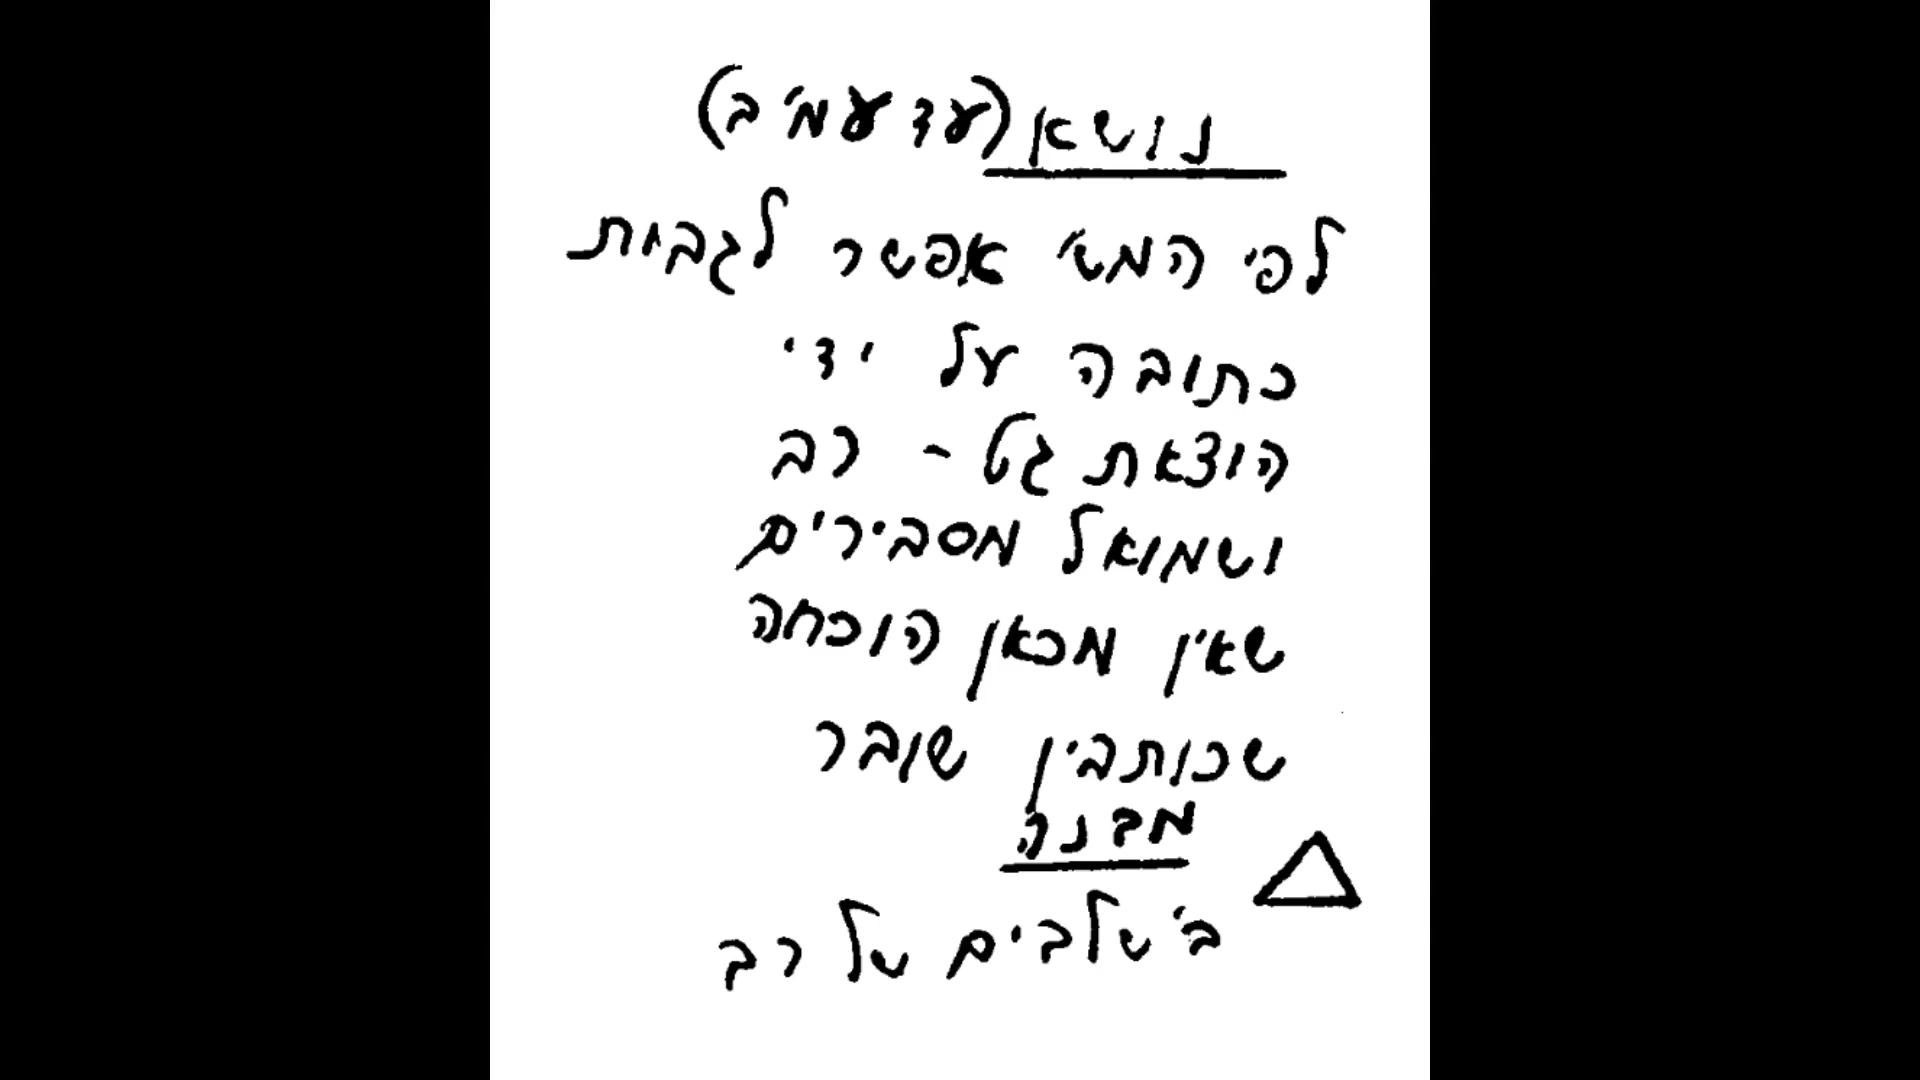 נושא (עד עמ' ב)
לפי המש' אפשר לגבות
כתובה על ידי
הוצאת גט - רב
ושמואל מסבירים
שאין מכאן הוכחה
שכותבין שובר
מבנה
ב' שלבים של רב